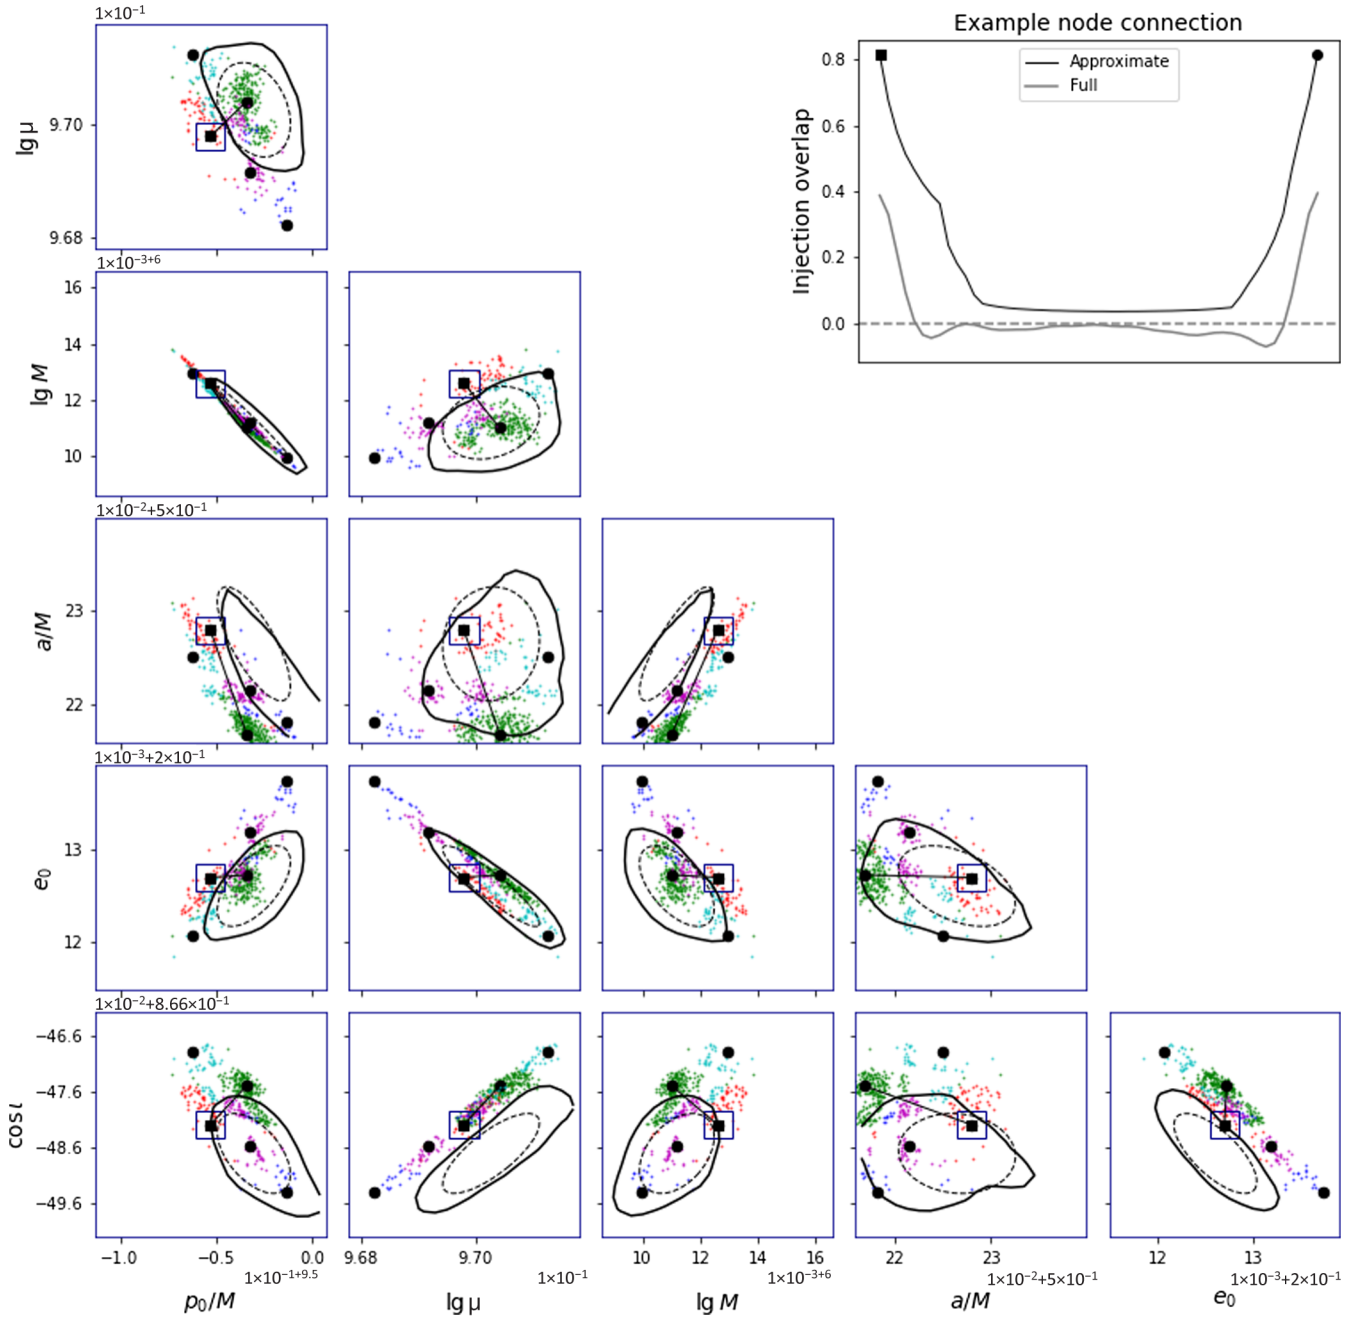 1×10⁻¹
Example node connection
Approximate
Full
0.8
0.6
0.4
0.2
0.0
Injection overlap
lg μ
9.70
9.68
1×10⁻³+6
16
14
12
10
lg M
1×10⁻²+5×10⁻¹
23
22
a/M
1×10⁻³+2×10⁻¹
13
12
e₀
1×10⁻²+8.66×10⁻¹
−46.6
−47.6
−48.6
−49.6
cos ι
−1.0 −0.5 0.0 9.68 9.70 10 12 14 16 22 23 12 13
1×10⁻¹+9.5 1×10⁻¹ 1×10⁻³+6 1×10⁻²+5×10⁻¹ 1×10⁻³+2×10⁻¹
p₀/M lg μ lg M a/M e₀